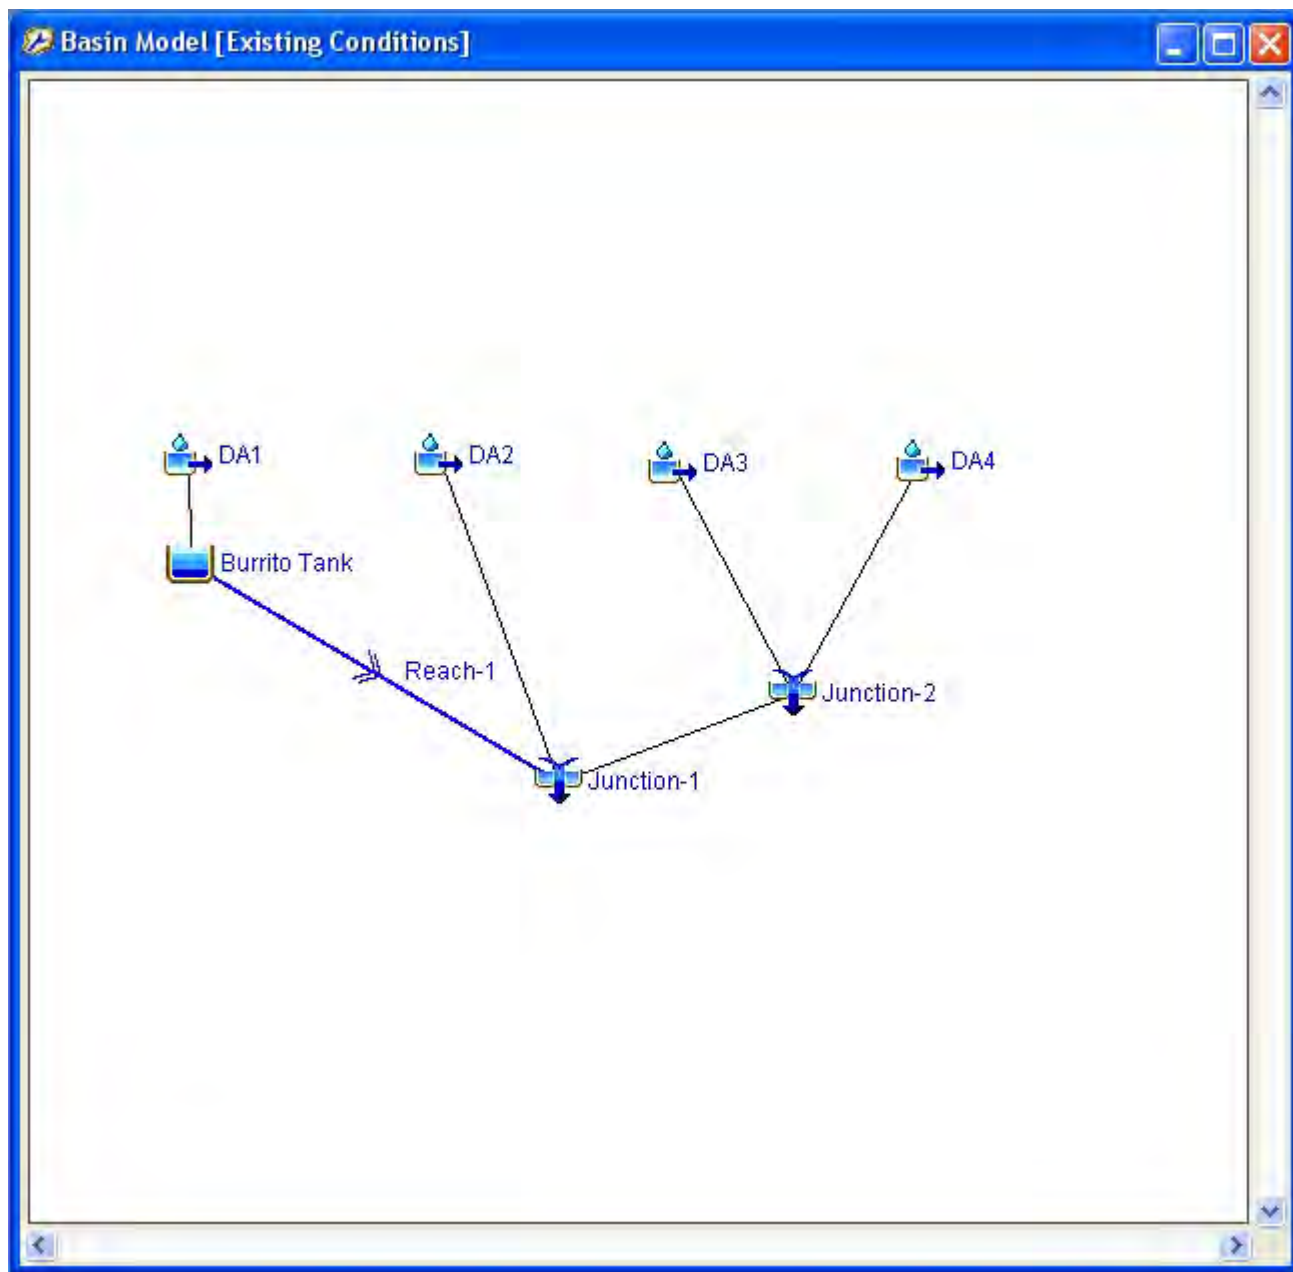 Basin Model [Existing Conditions]
DA1
DA2
DA3
DA4
Burrito Tank
Reach-1
Junction-2
Junction-1